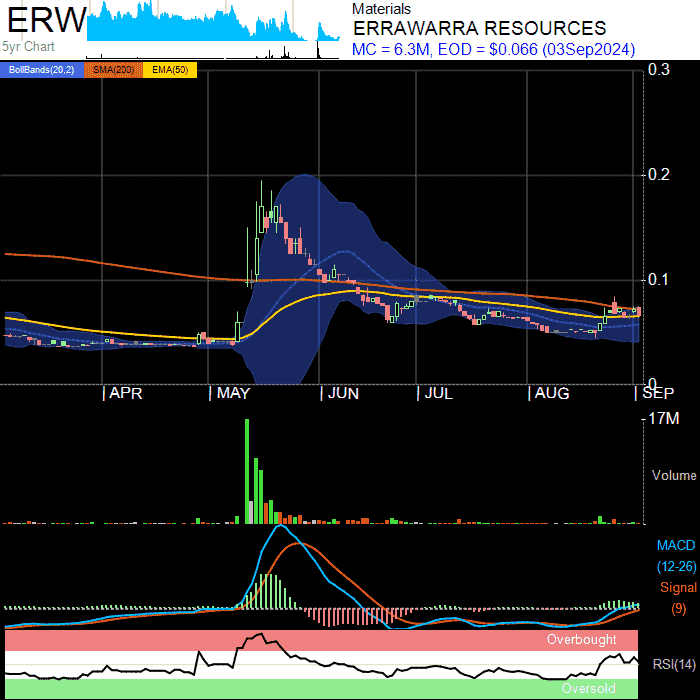 ERW
5yr Chart
Materials
ERRAWARRA RESOURCES
MC = 6.3M, EOD = $0.066 (03Sep2024)
BollBands(20,2) SMA(200) EMA(50)
0.3
0.2
0.1
0
APR MAY JUN JUL AUG SEP
17M
Volume
MACD
(12-26)
Signal
(9)
Overbought
RSI(14)
Oversold